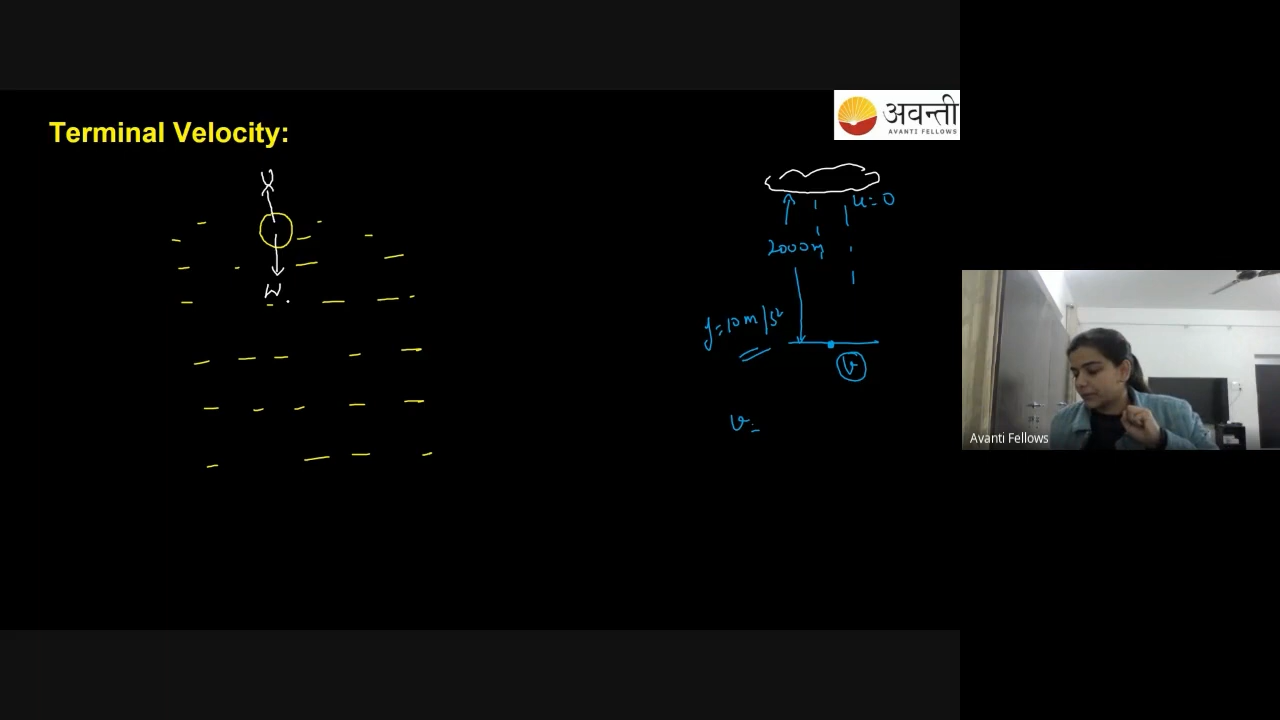 अवन्ती
AVANTI FELLOWS
Terminal Velocity:
U
W.
u=0
2000m
g=10m/s²
v
v=
Avanti Fellows